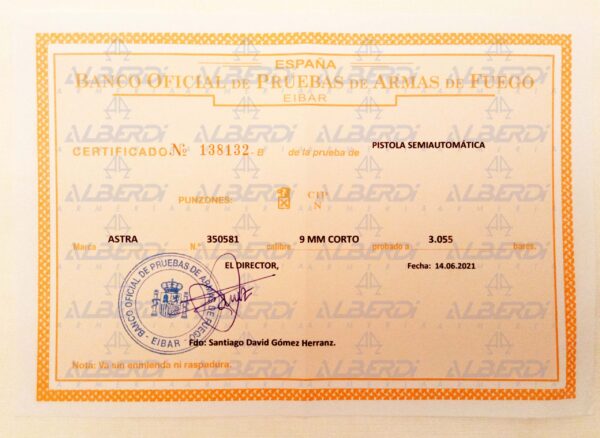 ESPAÑA
BANCO OFICIAL DE PRUEBAS DE ARMAS DE FUEGO
EIBAR
CERTIFICADO Nº 138132-B de la prueba de PISTOLA SEMIAUTOMÁTICA
PUNZONES: CIP
N
Marca ASTRA N.º 350581 calibre 9 MM CORTO probado a 3.055 bares.
EL DIRECTOR, Fecha: 14.06.2021
BANCO OFICIAL DE PRUEBAS DE ARMAS DE FUEGO
- EIBAR -
Fdo: Santiago David Gómez Herranz.
Nota: Va sin enmienda ni raspadura.
ALBERDI
ARMERIA